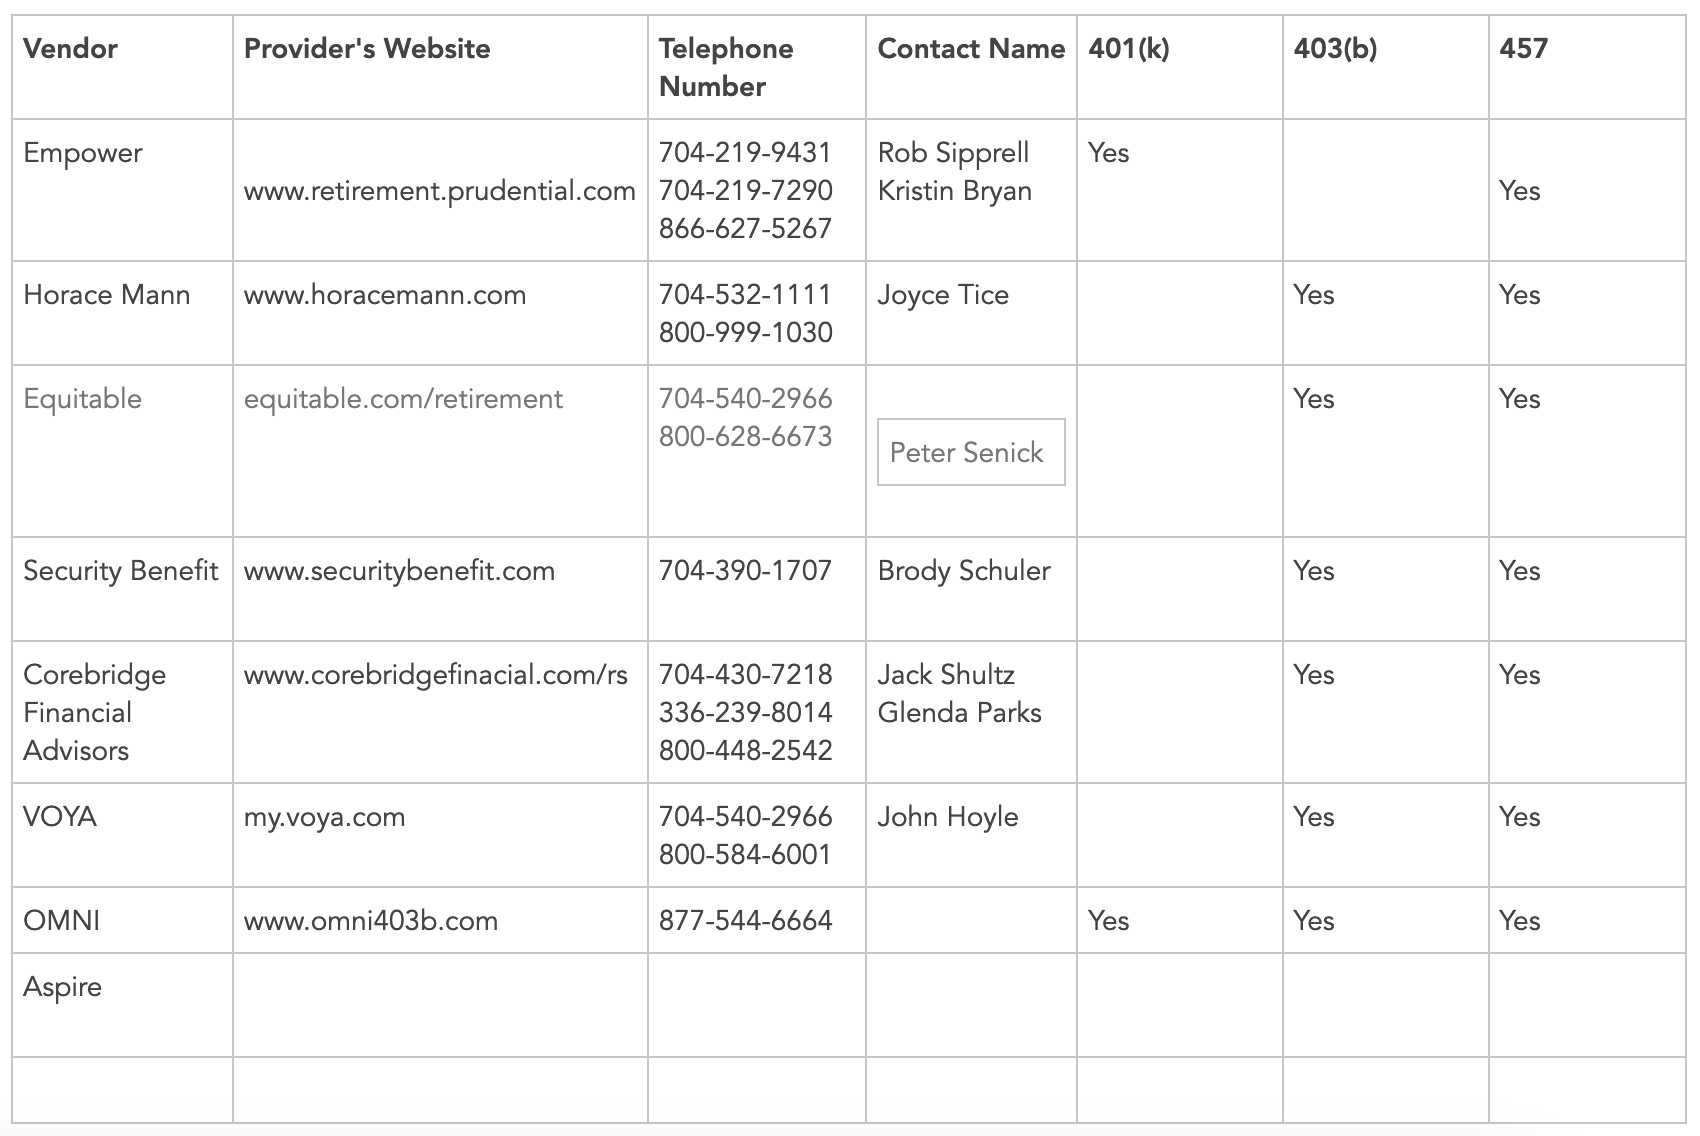 Vendor Provider's Website Telephone Number Contact Name 401(k) 403(b) 457
Empower
www.retirement.prudential.com
704-219-9431
704-219-7290
866-627-5267
Rob Sipprell
Kristin Bryan
Yes
Yes
Horace Mann
www.horacemann.com
704-532-1111
800-999-1030
Joyce Tice
Yes
Yes
Equitable
equitable.com/retirement
704-540-2966
800-628-6673
Peter Senick
Yes
Yes
Security Benefit
www.securitybenefit.com
704-390-1707
Brody Schuler
Yes
Yes
Corebridge
Financial
Advisors
www.corebridgefinacial.com/rs
704-430-7218
336-239-8014
800-448-2542
Jack Shultz
Glenda Parks
Yes
Yes
VOYA
my.voya.com
704-540-2966
800-584-6001
John Hoyle
Yes
Yes
OMNI
www.omni403b.com
877-544-6664
Yes
Yes
Yes
Aspire